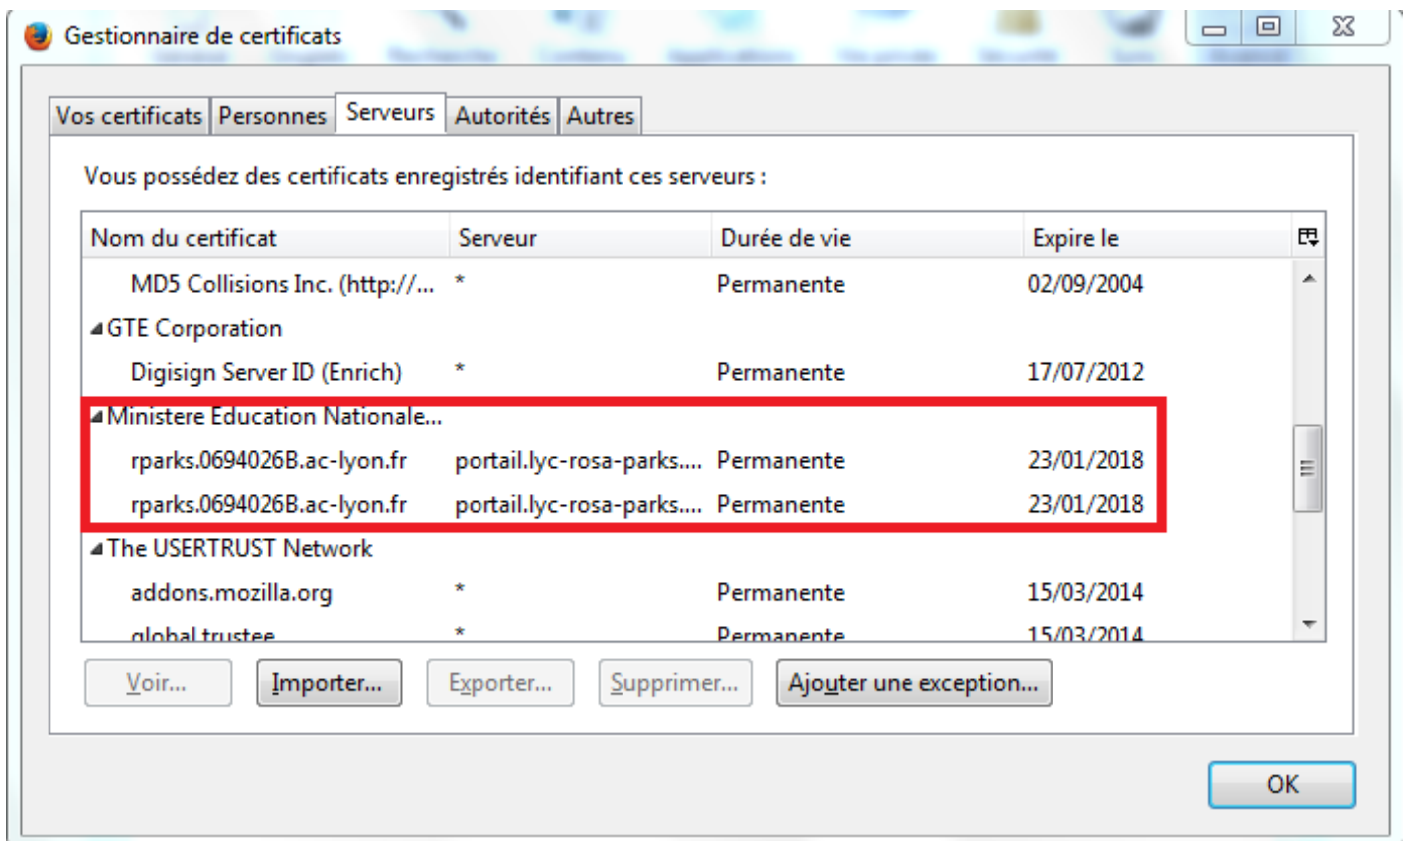 Gestionnaire de certificats
Vos certificats Personnes Serveurs Autorités Autres
Vous possédez des certificats enregistrés identifiant ces serveurs :
Nom du certificat Serveur Durée de vie Expire le
MD5 Collisions Inc. (http://... * Permanente 02/09/2004
GTE Corporation
Digisign Server ID (Enrich) * Permanente 17/07/2012
Ministere Education Nationale...
rparks.0694026B.ac-lyon.fr portail.lyc-rosa-parks.... Permanente 23/01/2018
rparks.0694026B.ac-lyon.fr portail.lyc-rosa-parks.... Permanente 23/01/2018
The USERTRUST Network
addons.mozilla.org * Permanente 15/03/2014
global trustee * Permanente 15/03/2014
Voir... Importer... Exporter... Supprimer... Ajouter une exception...
OK